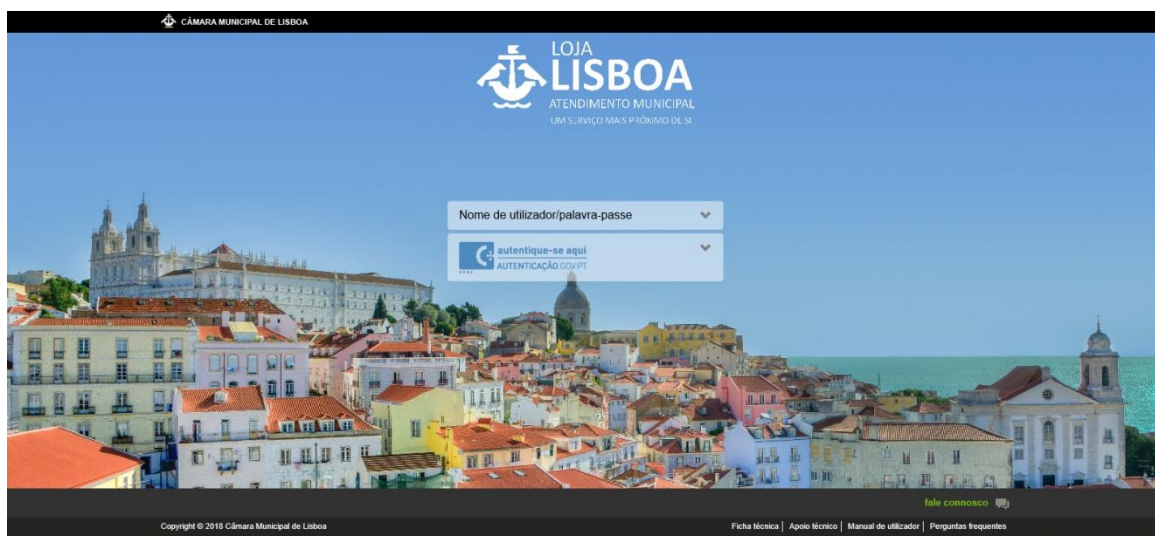 CÂMARA MUNICIPAL DE LISBOA
LOJA
LISBOA
ATENDIMENTO MUNICIPAL
UM SERVIÇO MAIS PRÓXIMO DE SI
Nome de utilizador/palavra-passe
autentique-se aqui
AUTENTICAÇÃO.GOV.PT
fale connosco
Copyright © 2018 Câmara Municipal de Lisboa
Ficha técnica | Apoio técnico | Manual de utilizador | Perguntas frequentes